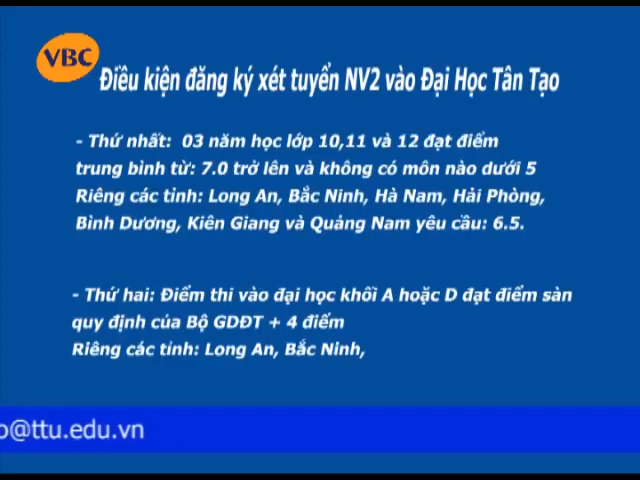 VBC
Điều kiện đăng ký xét tuyển NV2 vào Đại Học Tân Tạo
- Thứ nhất: 03 năm học lớp 10,11 và 12 đạt điểm
trung bình từ: 7.0 trở lên và không có môn nào dưới 5
Riêng các tỉnh: Long An, Bắc Ninh, Hà Nam, Hải Phòng,
Bình Dương, Kiên Giang và Quảng Nam yêu cầu: 6.5.
- Thứ hai: Điểm thi vào đại học khối A hoặc D đạt điểm sàn
quy định của Bộ GDĐT + 4 điểm
Riêng các tỉnh: Long An, Bắc Ninh,
o@ttu.edu.vn